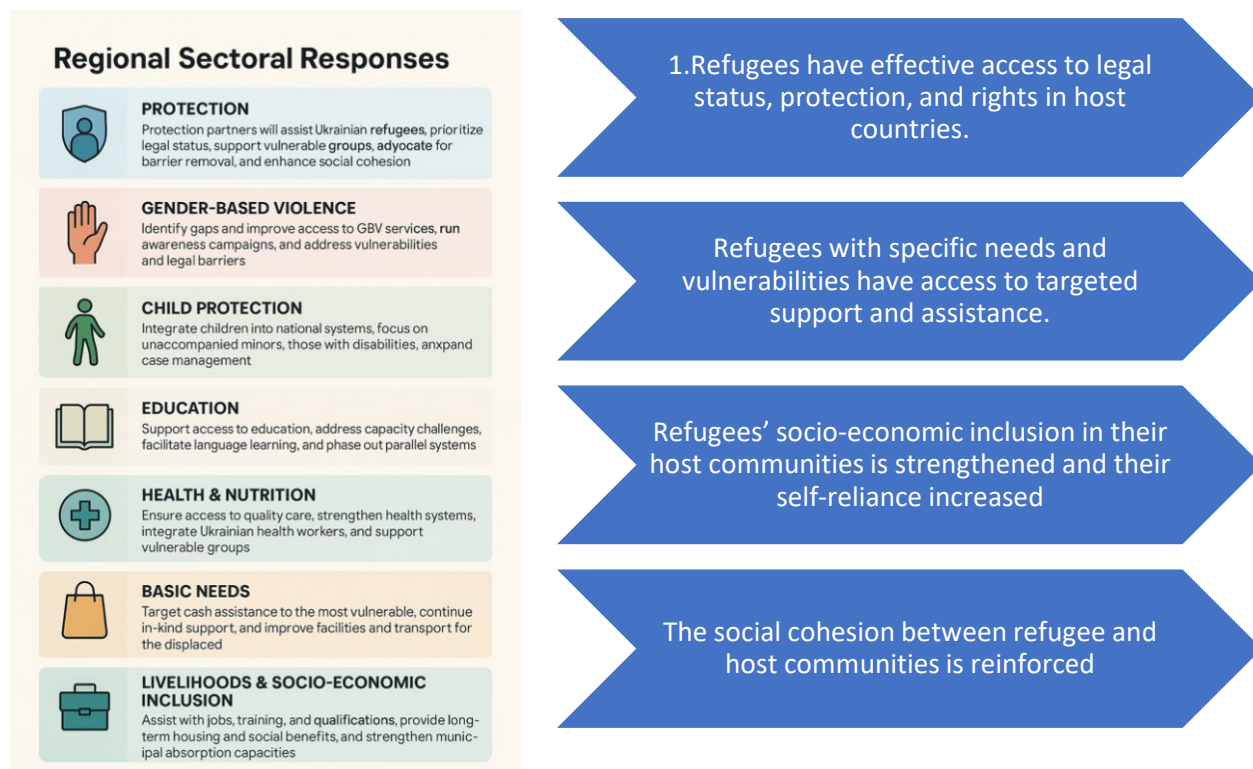 Regional Sectoral Responses
PROTECTION
Protection partners will assist Ukrainian refugees, prioritize
legal status, support vulnerable groups, advocate for
barrier removal, and enhance social cohesion
GENDER-BASED VIOLENCE
Identify gaps and improve access to GBV services, run
awareness campaigns, and address vulnerabilities
and legal barriers
CHILD PROTECTION
Integrate children into national systems, focus on
unaccompanied minors, those with disabilities, anxpand
case management
EDUCATION
Support access to education, address capacity challenges,
facilitate language learning, and phase out parallel systems
HEALTH & NUTRITION
Ensure access to quality care, strengthen health systems,
integrate Ukrainian health workers, and support
vulnerable groups
BASIC NEEDS
Target cash assistance to the most vulnerable, continue
in-kind support, and improve facilities and transport for
the displaced
LIVELIHOODS & SOCIO-ECONOMIC
INCLUSION
Assist with jobs, training, and qualifications, provide long-
term housing and social benefits, and strengthen munic-
ipal absorption capacities
1.Refugees have effective access to legal
status, protection, and rights in host
countries.
Refugees with specific needs and
vulnerabilities have access to targeted
support and assistance.
Refugees’ socio-economic inclusion in their
host communities is strengthened and their
self-reliance increased
The social cohesion between refugee and
host communities is reinforced